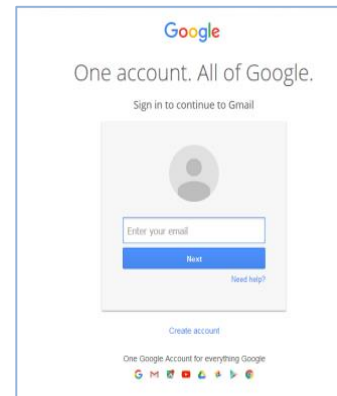 Google
One account. All of Google.
Sign in to continue to Gmail
Enter your email
Next
Need help?
Create account
One Google Account for everything Google